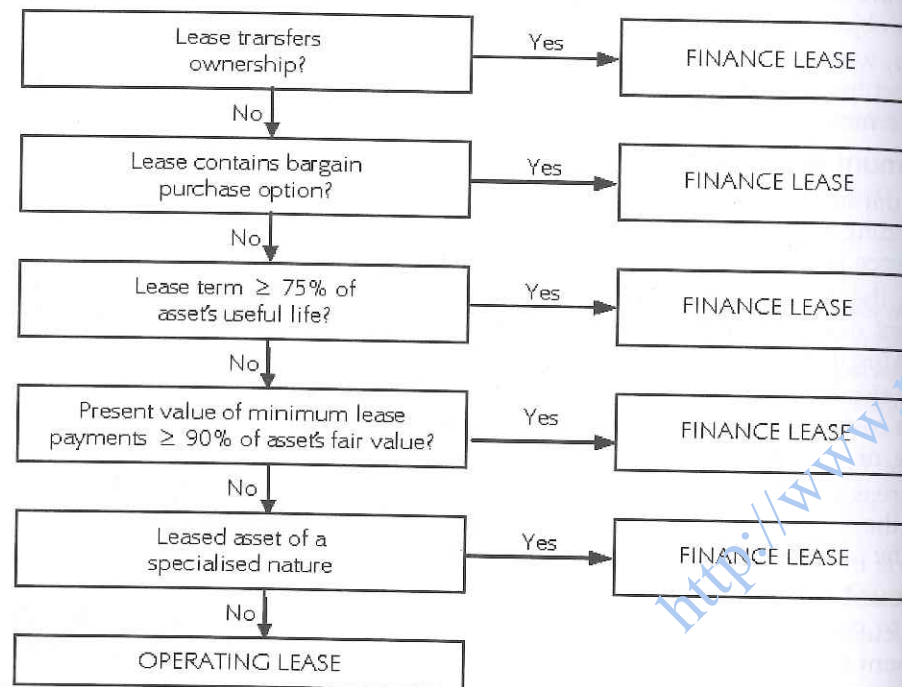 Lease transfers
ownership?
Yes
FINANCE LEASE
No
Lease contains bargain
purchase option?
Yes
FINANCE LEASE
No
Lease term ≥ 75% of
asset's useful life?
Yes
FINANCE LEASE
No
Present value of minimum lease
payments ≥ 90% of asset's fair value?
Yes
FINANCE LEASE
No
Leased asset of a
specialised nature
Yes
FINANCE LEASE
No
OPERATING LEASE
http://www.